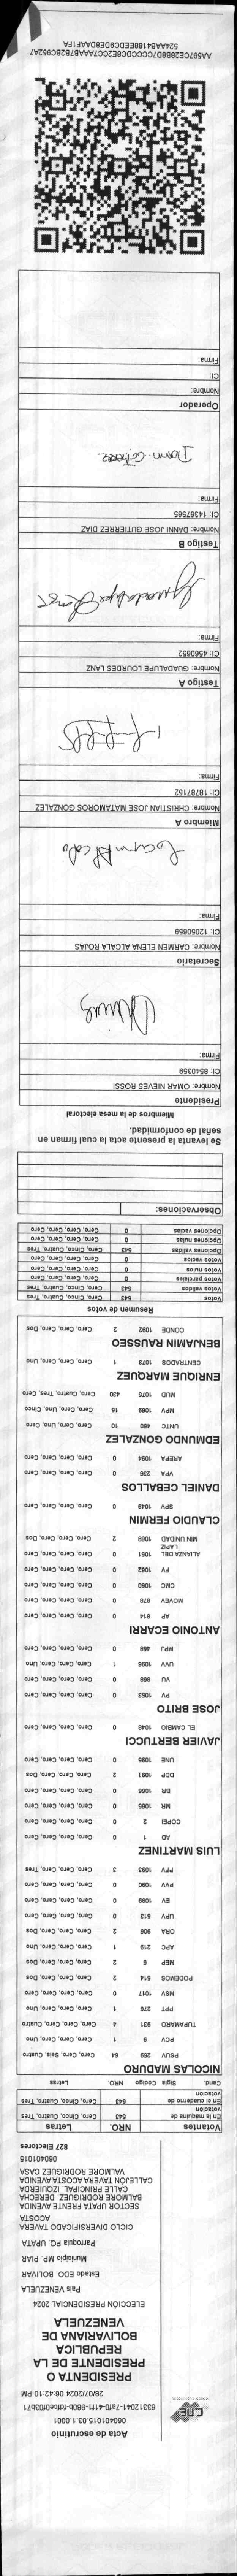 CNE
Acta de escrutinio
060401015.03.1.0001
63312041-7af0-41f1-980b-fdfce0f03b71
28/07/2024 06:42:10 PM
PRESIDENTA O
PRESIDENTE DE LA
REPUBLICA
BOLIVARIANA DE
VENEZUELA
ELECCIÓN PRESIDENCIAL 2024
Pais VENEZUELA
Estado EDO. BOLIVAR
Municipio MP. PIAR
Parroquia PQ. UPATA
CICLO DIVERSIFICADO TAVERA
ACOSTA
SECTOR UPATA FRENTE AVENIDA
BALMORE RODRIGUEZ. DERECHA
CALLE PRINCIPAL. IZQUIERDA
CALLEJÓN TAVERA ACOSTA AVENIDA
VALMORE RODRIGUEZ CASA
060401015
827 Electores
Votantes NRO. Letras
En la máquina de votación 543 Cero, Cinco, Cuatro, Tres
En el cuaderno de votación 543 Cero, Cinco, Cuatro, Tres
Cand. Sigla Código NRO. Letras
NICOLAS MADURO
PSUV 269 64 Cero, Cero, Seis, Cuatro
PCV 9 1 Cero, Cero, Cero, Uno
TUPAMARO 931 4 Cero, Cero, Cero, Cuatro
PPT 276 1 Cero, Cero, Cero, Uno
MSV 1017 0 Cero, Cero, Cero, Cero
PODEMOS 514 2 Cero, Cero, Cero, Dos
MEP 6 2 Cero, Cero, Cero, Dos
APC 219 1 Cero, Cero, Cero, Uno
ORA 906 2 Cero, Cero, Cero, Dos
UPV 513 0 Cero, Cero, Cero, Cero
EV 1089 0 Cero, Cero, Cero, Cero
PVV 1090 0 Cero, Cero, Cero, Cero
PFV 1093 3 Cero, Cero, Cero, Tres
LUIS MARTINEZ
AD 1 0 Cero, Cero, Cero, Cero
COPEI 2 0 Cero, Cero, Cero, Cero
MR 1065 0 Cero, Cero, Cero, Cero
BR 1066 0 Cero, Cero, Cero, Cero
DDP 1091 2 Cero, Cero, Cero, Dos
UNE 1095 0 Cero, Cero, Cero, Cero
JAVIER BERTUCCI
EL CAMBIO 1048 0 Cero, Cero, Cero, Cero
JOSE BRITO
PV 1053 0 Cero, Cero, Cero, Cero
VU 969 0 Cero, Cero, Cero, Cero
UVV 1096 1 Cero, Cero, Cero, Uno
MPJ 458 0 Cero, Cero, Cero, Cero
ANTONIO ECARRI
AP 814 0 Cero, Cero, Cero, Cero
MOVEV 879 0 Cero, Cero, Cero, Cero
CMC 1050 0 Cero, Cero, Cero, Cero
FV 1062 0 Cero, Cero, Cero, Cero
ALIANZA DEL LAPIZ 1051 0 Cero, Cero, Cero, Cero
MIN UNIDAD 1068 2 Cero, Cero, Cero, Dos
CLAUDIO FERMIN
SPV 1049 0 Cero, Cero, Cero, Cero
DANIEL CEBALLOS
VPA 236 0 Cero, Cero, Cero, Cero
AREPA 1094 0 Cero, Cero, Cero, Cero
EDMUNDO GONZALEZ
UNTC 460 10 Cero, Cero, Uno, Cero
MPV 1069 15 Cero, Cero, Uno, Cinco
MUD 1075 430 Cero, Cuatro, Tres, Cero
ENRIQUE MARQUEZ
CENTRADOS 1073 1 Cero, Cero, Cero, Uno
BENJAMIN RAUSSEO
CONDE 1092 2 Cero, Cero, Cero, Dos
Resumen de votos
Votos 543 Cero, Cinco, Cuatro, Tres
Votos validos 543 Cero, Cinco, Cuatro, Tres
Votos parciales 0 Cero, Cero, Cero, Cero
Votos nulos 0 Cero, Cero, Cero, Cero
Votos vacios 0 Cero, Cero, Cero, Cero
Opciones validas 543 Cero, Cinco, Cuatro, Tres
Opciones nulas 0 Cero, Cero, Cero, Cero
Opciones vacias 0 Cero, Cero, Cero, Cero
Observaciones:
Se levanta la presente acta la cual firman en
señal de conformidad.
Miembros de la mesa electoral
Presidente
Nombre: OMAR NIEVES ROSSI
CI: 8540359
Firma:
Secretario
Nombre: CARMEN ELENA ALCALA ROJAS
CI: 12050659
Firma:
Carmen Alcala
Miembro A
Nombre: CHRISTIAN JOSE MATAMOROS GONZALEZ
CI: 18787152
Firma:
Testigo A
Nombre: GUADALUPE LOURDES LANZ
CI: 4560652
Firma:
Guadalupe Lanz
Testigo B
Nombre: DANNI JOSE GUTIERREZ DIAZ
CI: 14367565
Firma:
Operador
Nombre:
CI:
Firma:
AA597CE28B8D7CCCCDC8E2CC7AAAB7B2BC952A7
524AAB4188EEDC9DE8DAAF1FA